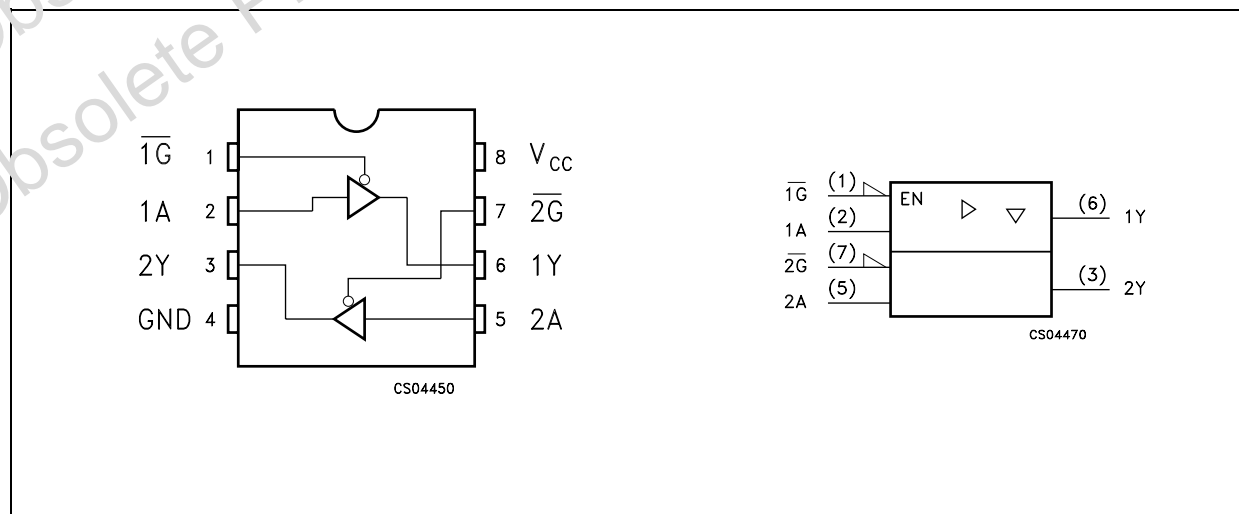 obsolete P
obsolete
1G 1 8 VCC
1A 2 7 2G
2Y 3 6 1Y
GND 4 5 2A
CS04450
1G (1) EN (6) 1Y
1A (2)
2G (7) (3) 2Y
2A (5)
CS04470